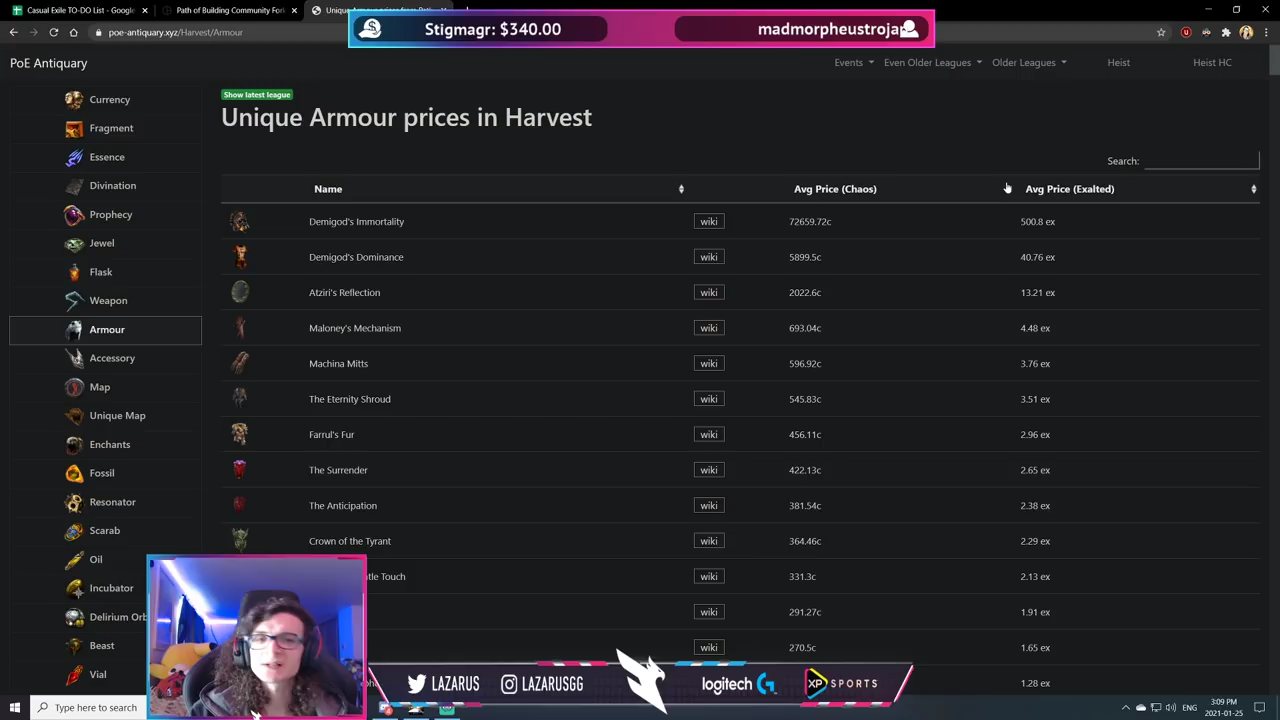 Casual Exile TO-DO List - Google
Path of Building Community Fort
Unique Armour prices from Path
Stigmagr: $340.00
madmorpheustroja
poe-antiquary.xyz/Harvest/Armour
PoE Antiquary
Events
Even Older Leagues
Older Leagues
Heist
Heist HC
Currency
Fragment
Essence
Divination
Prophecy
Jewel
Flask
Weapon
Armour
Accessory
Map
Unique Map
Enchants
Fossil
Resonator
Scarab
Oil
Incubator
Delirium Orb
Beast
Vial
Show latest league
Unique Armour prices in Harvest
Search:
Name Avg Price (Chaos) Avg Price (Exalted)
Demigod's Immortality wiki 72659.72c 500.8 ex
Demigod's Dominance wiki 5899.5c 40.76 ex
Atziri's Reflection wiki 2022.6c 13.21 ex
Maloney's Mechanism wiki 693.04c 4.48 ex
Machina Mitts wiki 596.92c 3.76 ex
The Eternity Shroud wiki 545.83c 3.51 ex
Farrul's Fur wiki 456.11c 2.96 ex
The Surrender wiki 422.13c 2.65 ex
The Anticipation wiki 381.54c 2.38 ex
Crown of the Tyrant wiki 364.46c 2.29 ex
tle Touch wiki 331.3c 2.13 ex
wiki 291.27c 1.91 ex
wiki 270.5c 1.65 ex
1.28 ex
LAZARUS
LAZARUSGG
logitech G
XP SPORTS
Type here to search
ENG
3:09 PM
2021-01-25